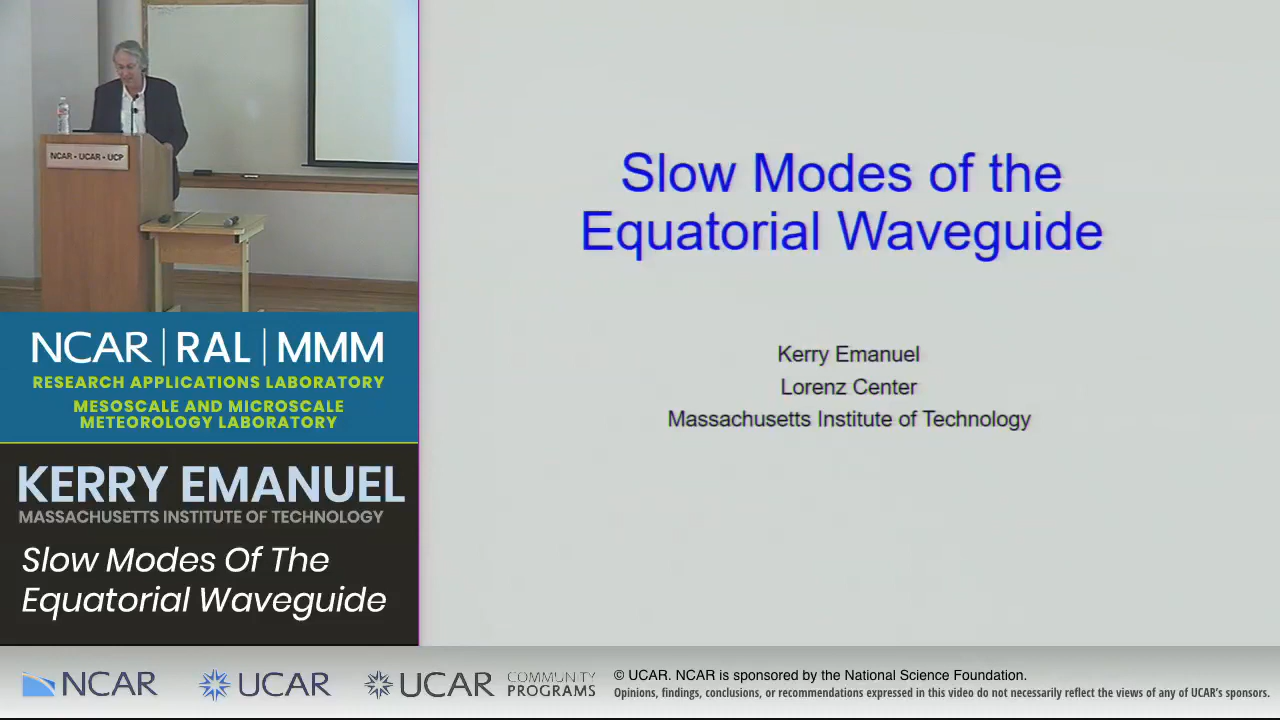 NCAR • UCAR • UCP
NCAR | RAL | MMM
RESEARCH APPLICATIONS LABORATORY
MESOSCALE AND MICROSCALE
METEOROLOGY LABORATORY
KERRY EMANUEL
MASSACHUSETTS INSTITUTE OF TECHNOLOGY
Slow Modes Of The
Equatorial Waveguide
Slow Modes of the
Equatorial Waveguide
Kerry Emanuel
Lorenz Center
Massachusetts Institute of Technology
NCAR
UCAR
UCAR COMMUNITY
PROGRAMS
© UCAR. NCAR is sponsored by the National Science Foundation.
Opinions, findings, conclusions, or recommendations expressed in this video do not necessarily reflect the views of any of UCAR's sponsors.